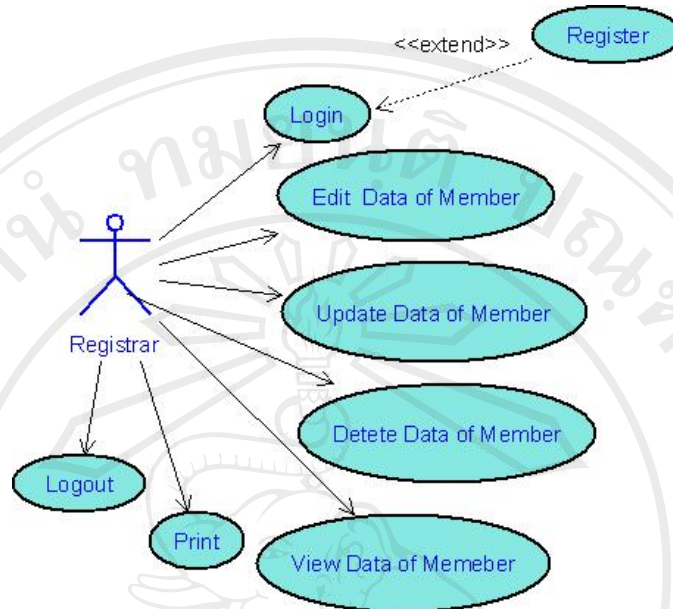 <<extend>>
Register
Login
Edit Data of Member
Update Data of Member
Registrar
Detete Data of Member
Logout
Print
View Data of Memeber